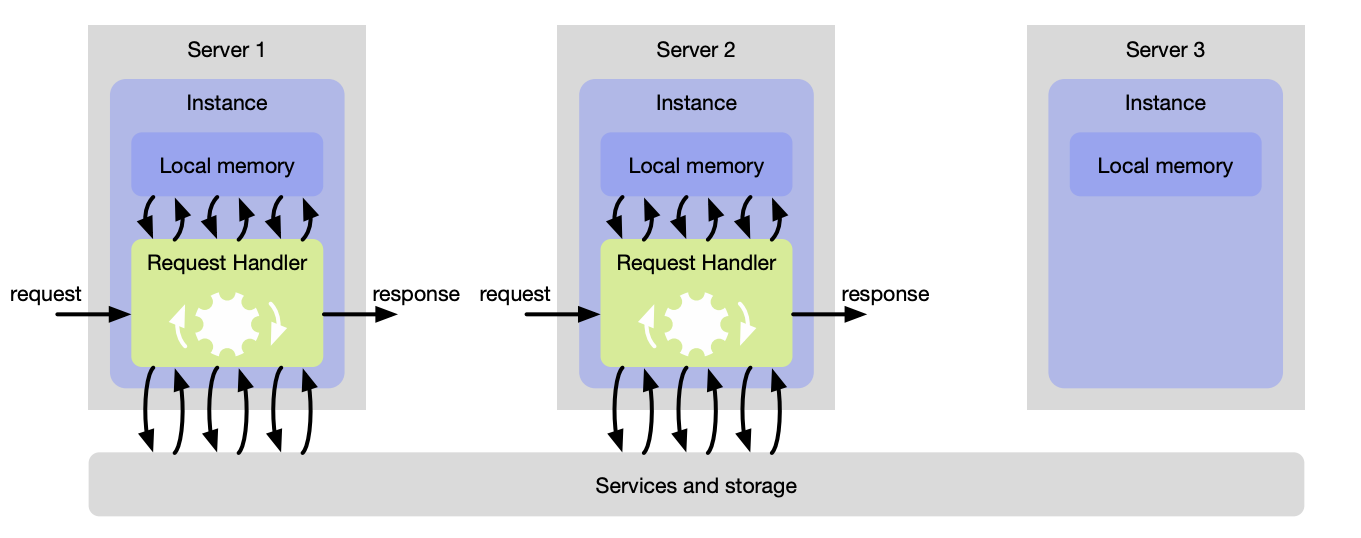 Server 1
Server 2
Server 3
Instance
Instance
Instance
Local memory
Local memory
Local memory
Request Handler
Request Handler
request
response
request
response
Services and storage